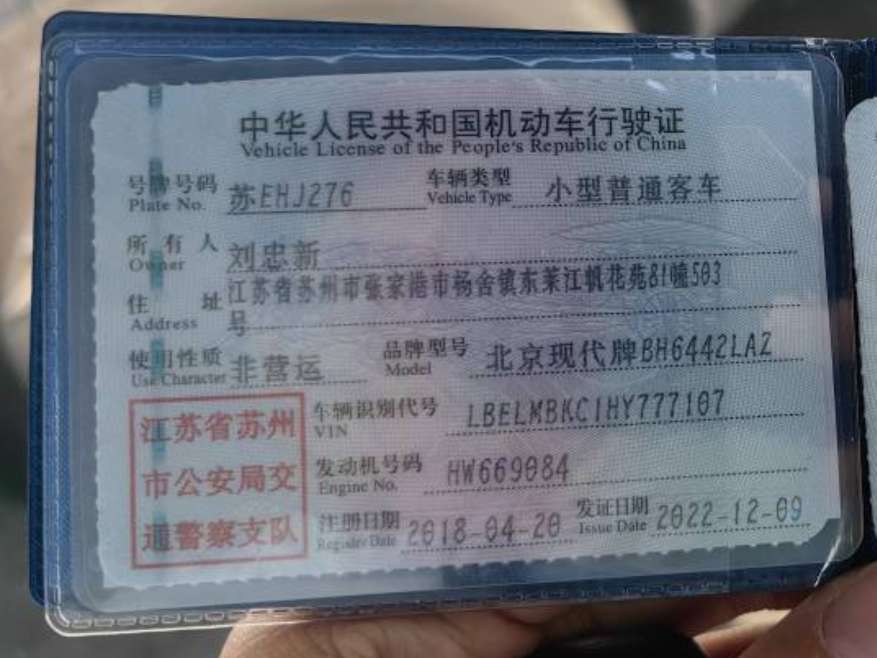 中华人民共和国机动车行驶证
Vehicle License of the People's Republic of China
号牌号码 苏EHJ276 车辆类型 小型普通客车
Plate No. Vehicle Type
所有人 刘忠新
Owner
住址 江苏省苏州市张家港市杨舍镇东莱江帆花苑81幢503
号
Address
使用性质 非营运 品牌型号 北京现代牌BH6442LAZ
Use Character Model
江苏省苏州
市公安局交
通警察支队
车辆识别代号 LBELMBKC1HY777107
VIN
发动机号码 HW669084
Engine No.
注册日期 2018-04-20 发证日期 2022-12-09
Register Date Issue Date